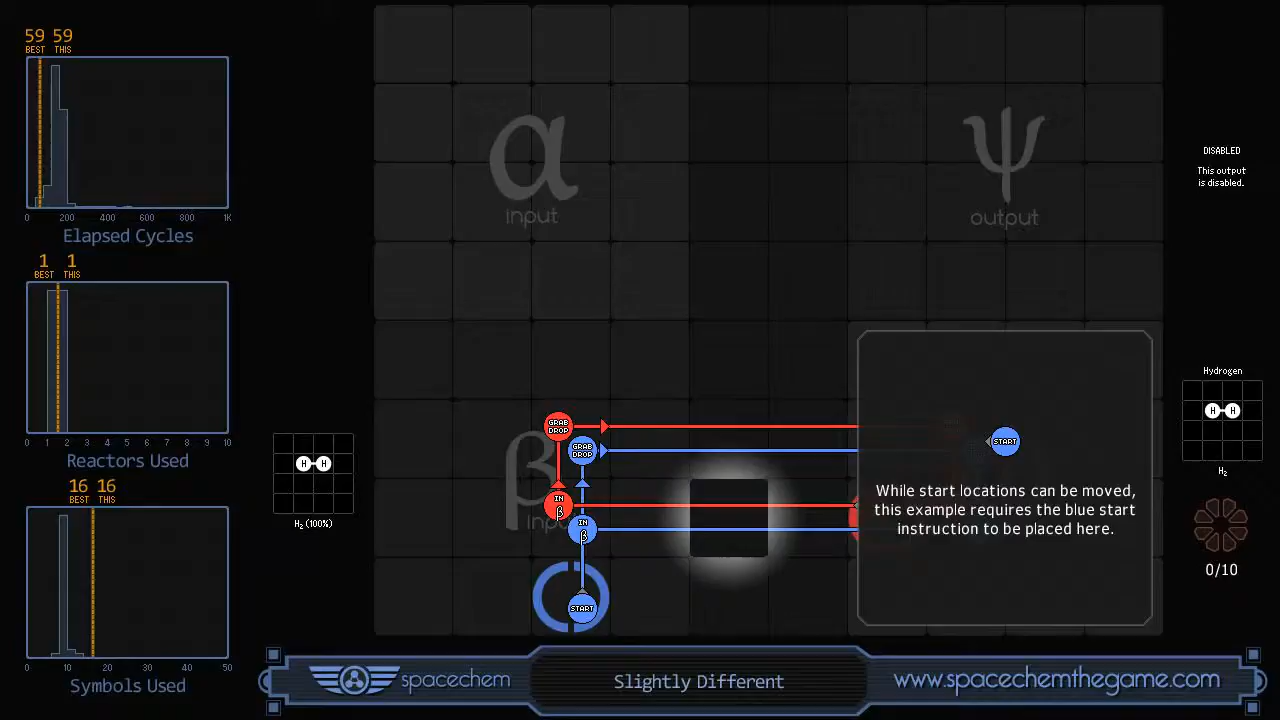 59 59
BEST THIS
0 200 400 600 800 1K
Elapsed Cycles
1 1
BEST THIS
0 1 2 3 4 5 6 7 8 9 10
Reactors Used
16 16
BEST THIS
0 10 20 30 40 50
Symbols Used
α
input
ψ
output
DISABLED
This output
is disabled.
H H
H₂ (100%)
β
input
GRAB
DROP
GRAB
DROP
IN
β
IN
β
START
START
While start locations can be moved,
this example requires the blue start
instruction to be placed here.
Hydrogen
H H
H₂
0/10
spacechem
Slightly Different
www.spacechemthegame.com